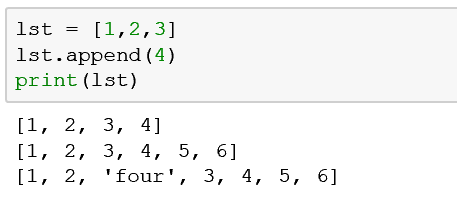 lst = [1,2,3]
lst.append(4)
print(lst)
[1, 2, 3, 4]
[1, 2, 3, 4, 5, 6]
[1, 2, 'four', 3, 4, 5, 6]